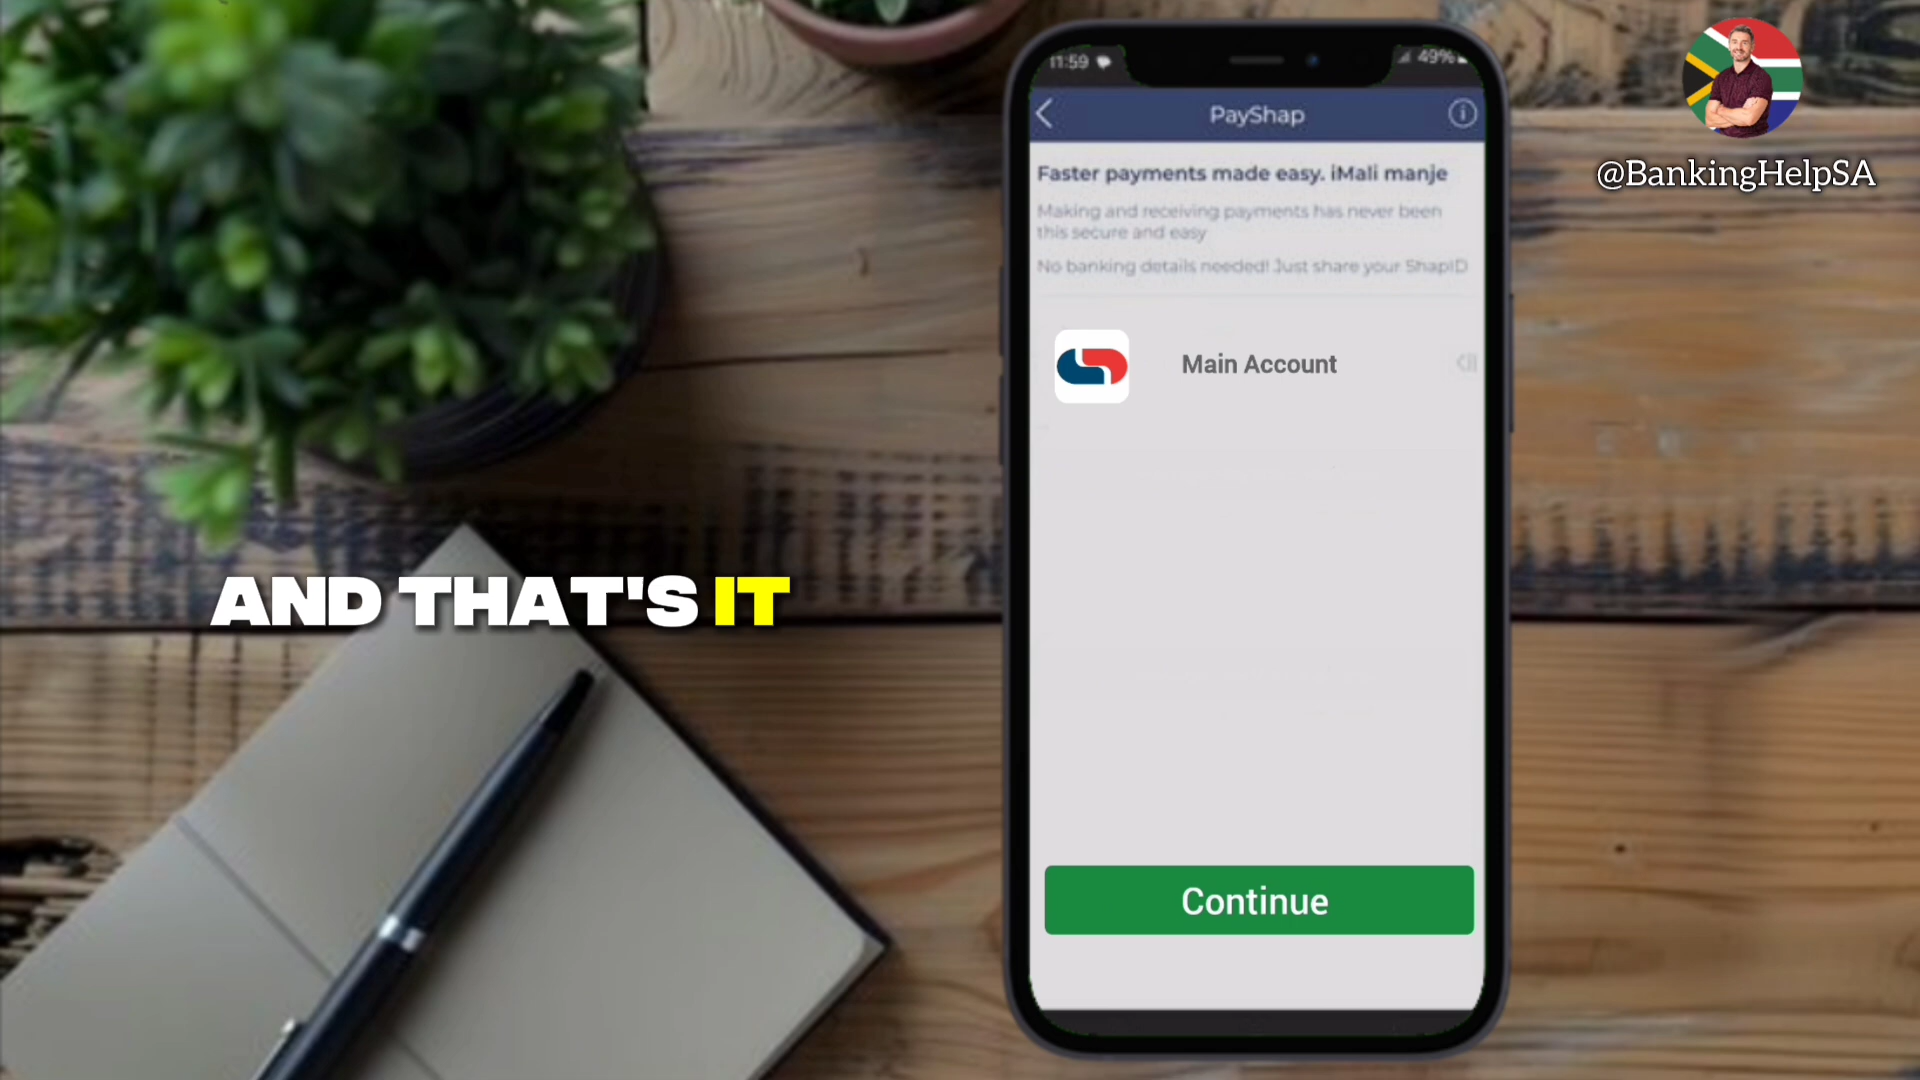 11:59
49%
PayShap
Faster payments made easy. iMali manje
Making and receiving payments has never been
this secure and easy
No banking details needed! Just share your ShapID
Main Account
Continue
@BankingHelpSA
AND THAT'S IT